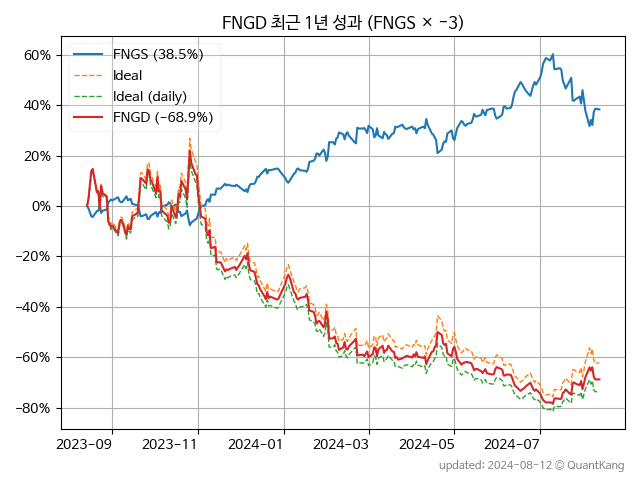 FNGD 최근 1년 성과 (FNGS × −3)
FNGS (38.5%)
Ideal
Ideal (daily)
FNGD (−68.9%)
60%
40%
20%
0%
−20%
−40%
−60%
−80%
2023-09 2023-11 2024-01 2024-03 2024-05 2024-07
updated: 2024-08-12 © QuantKang